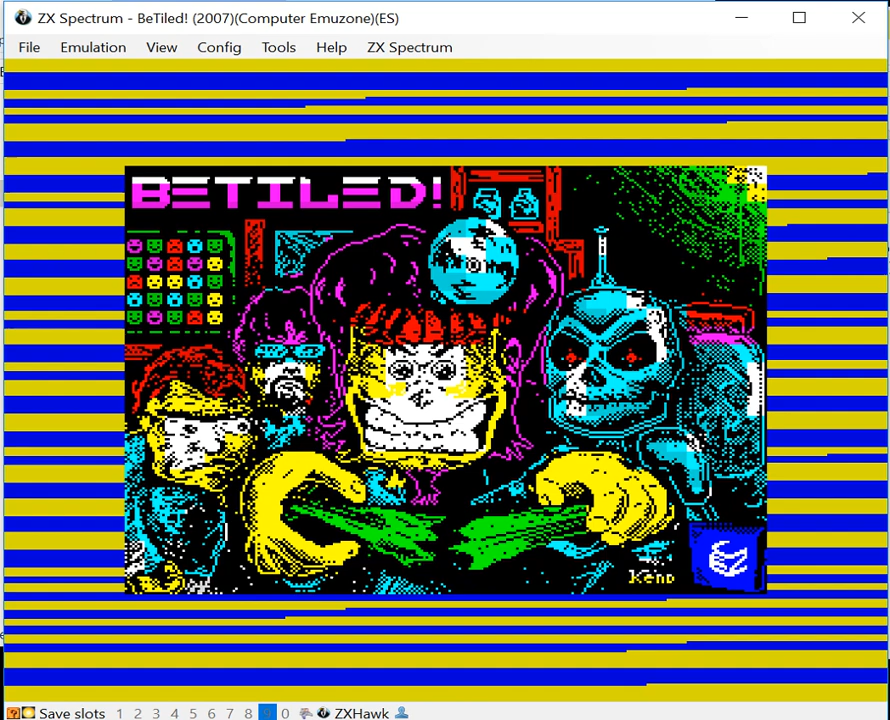 ZX Spectrum - BeTiled! (2007)(Computer Emuzone)(ES)
File Emulation View Config Tools Help ZX Spectrum
BETILED!
Keno
Save slots 1 2 3 4 5 6 7 8 9 0 ZXHawk